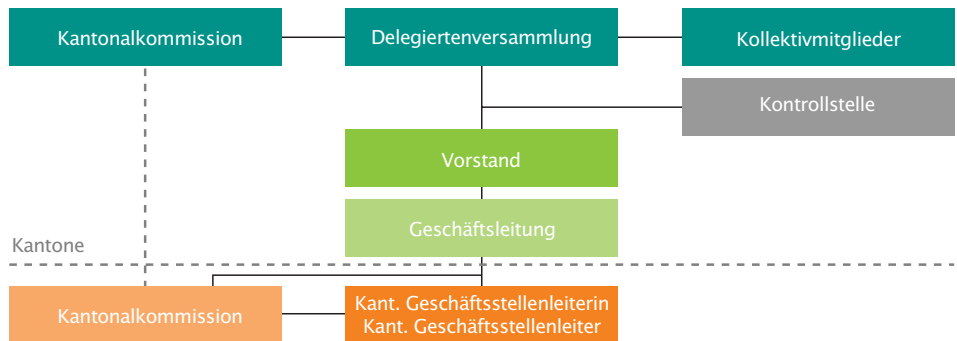 Kantonalkommission
Delegiertenversammlung
Kollektivmitglieder
Kontrollstelle
Vorstand
Geschäftsleitung
Kantone
Kantonalkommission
Kant. Geschäftsstellenleiterin
Kant. Geschäftsstellenleiter